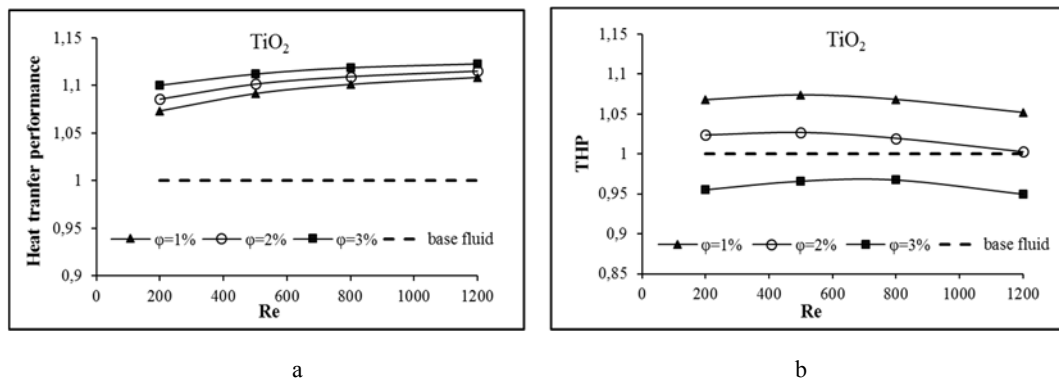 TiO2
1,15
1,1
1,05
1
0,95
0,9
Heat tranfer performance
φ=1% φ=2% φ=3% base fluid
0 200 400 600 800 1000 1200
Re
a
TiO2
1,15
1,1
1,05
1
0,95
0,9
0,85
THP
φ=1% φ=2% φ=3% base fluid
0 200 400 600 800 1000 1200
Re
b